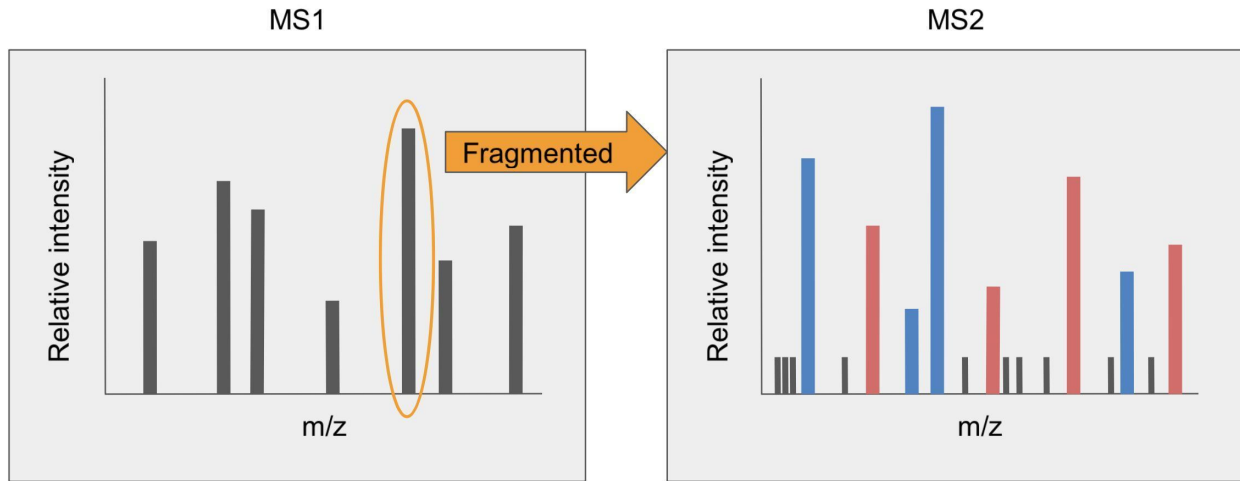 MS1
MS2
Relative intensity
Fragmented
Relative intensity
m/z
m/z